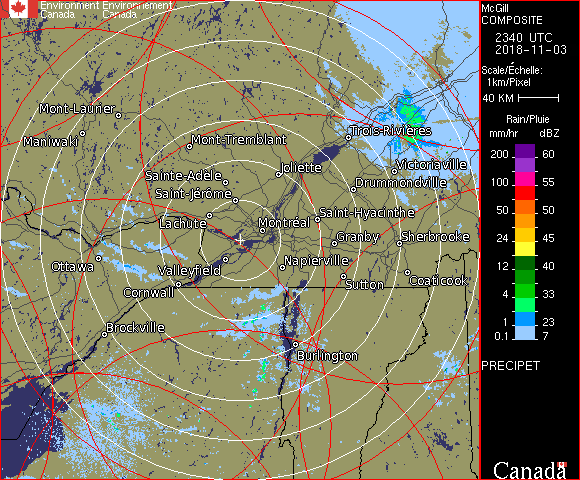 Environment Environnement
Canada Canada
McGill
COMPOSITE
2340 UTC
2018-11-03
Scale/Échelle:
1km/Pixel
40 KM
Rain/Pluie
mm/hr dBZ
200 60
100 55
50 50
24 45
12 40
4 33
1 23
0.1 7
PRECIPET
Canada
Mont-Laurier
Maniwaki
Mont-Tremblant
Trois-Rivières
Sainte-Adèle
Joliette
Victoriaville
Saint-Jérôme
Drummondville
Lachute
Montréal
Saint-Hyacinthe
Granby
Sherbrooke
Ottawa
Valleyfield
Napierville
Cornwall
Sutton
Coaticook
Brockville
Burlington